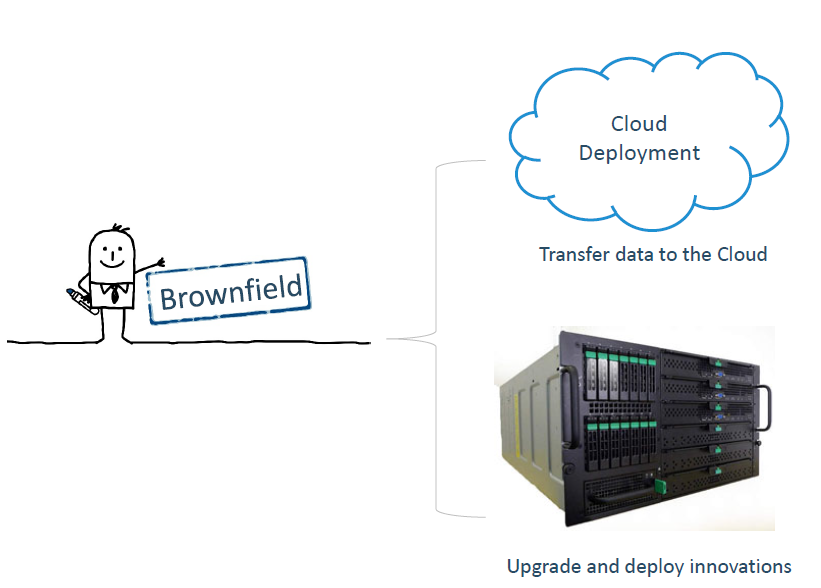 Cloud
Deployment
Transfer data to the Cloud
Brownfield
Upgrade and deploy innovations